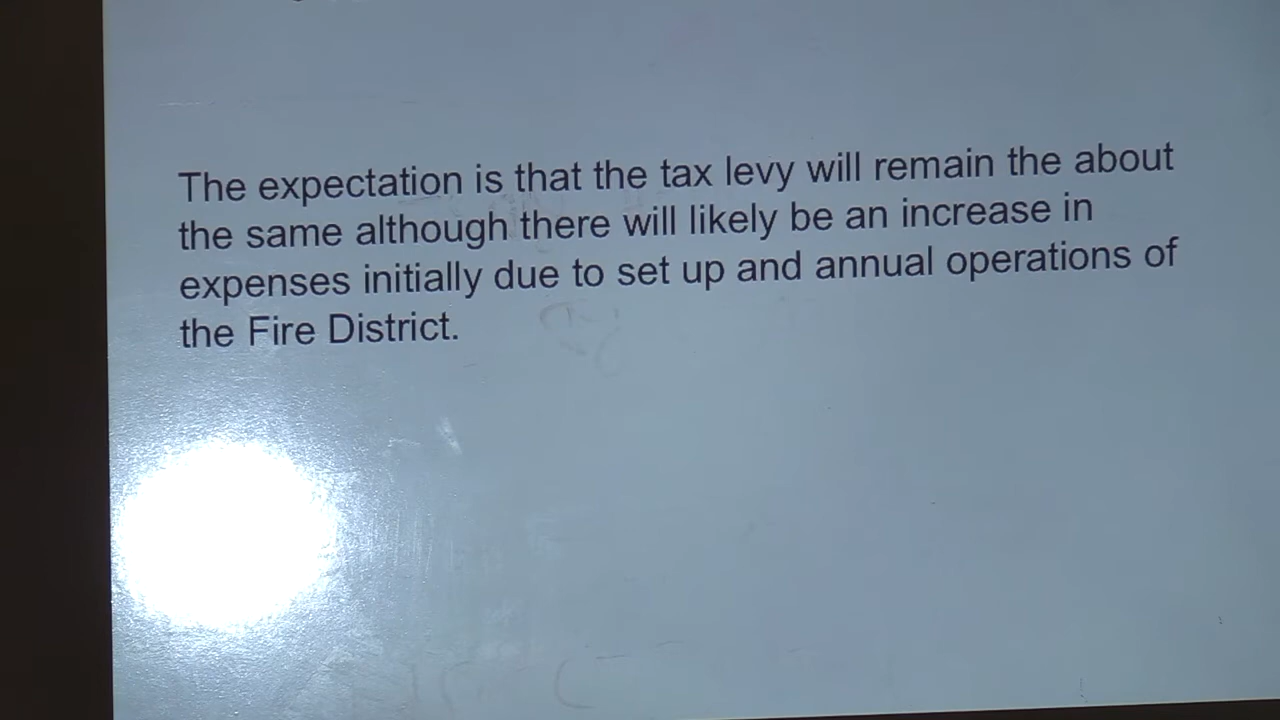 The expectation is that the tax levy will remain the about
the same although there will likely be an increase in
expenses initially due to set up and annual operations of
the Fire District.